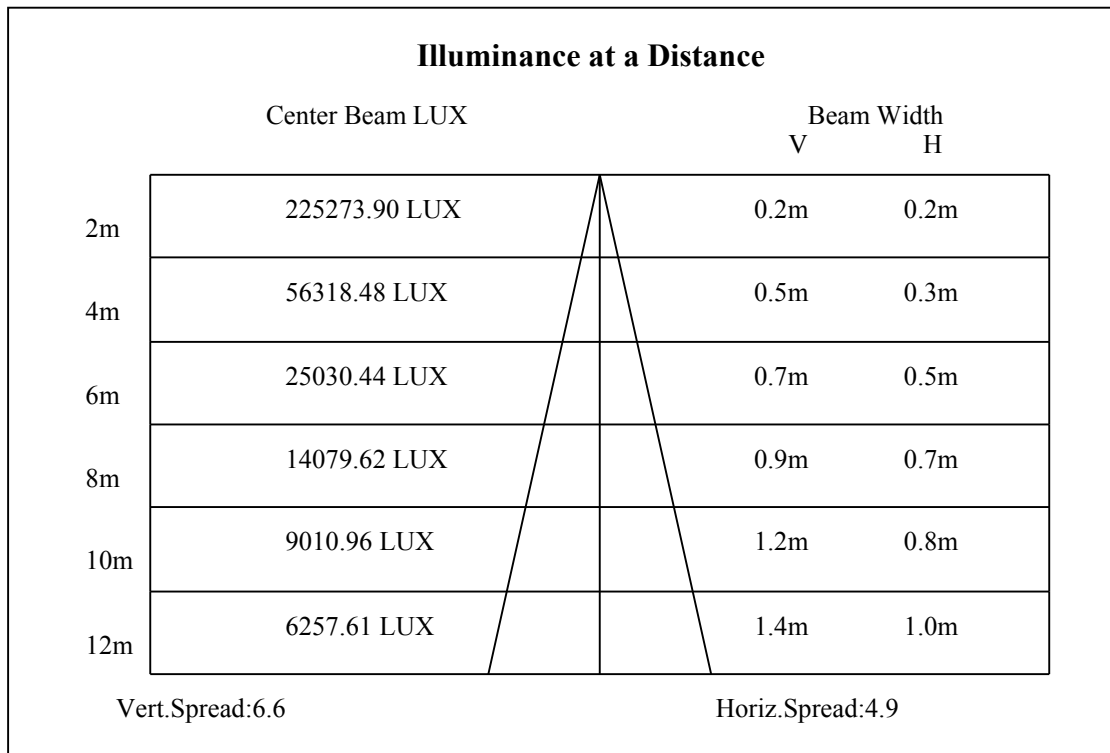 Illuminance at a Distance
Center Beam LUX Beam Width
V H
225273.90 LUX 0.2m 0.2m
2m
56318.48 LUX 0.5m 0.3m
4m
25030.44 LUX 0.7m 0.5m
6m
14079.62 LUX 0.9m 0.7m
8m
9010.96 LUX 1.2m 0.8m
10m
6257.61 LUX 1.4m 1.0m
12m
Vert.Spread:6.6 Horiz.Spread:4.9